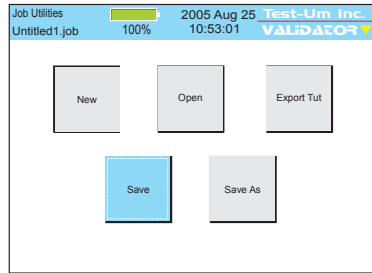 Job Utilities
Untitled1.job
100%
2005 Aug 25
10:53:01
Test-Um Inc.
VALiDATOR
New
Open
Export Tut
Save
Save As